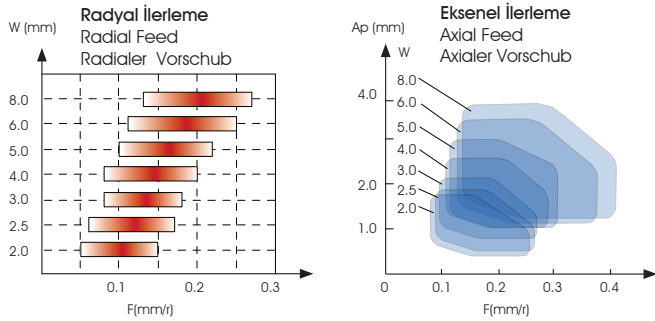 Radyal İlerleme
W (mm)
Radial Feed
Radialer Vorschub
8.0
6.0
5.0
4.0
3.0
2.5
2.0
0.1
0.2
0.3
F(mm/r)
Eksenel İlerleme
Ap (mm)
Axial Feed
W
Axialer Vorschub
8.0
4.0
6.0
5.0
4.0
3.0
2.0
2.5
2.0
1.0
0
0.1
0.2
0.3
0.4
F(mm/r)